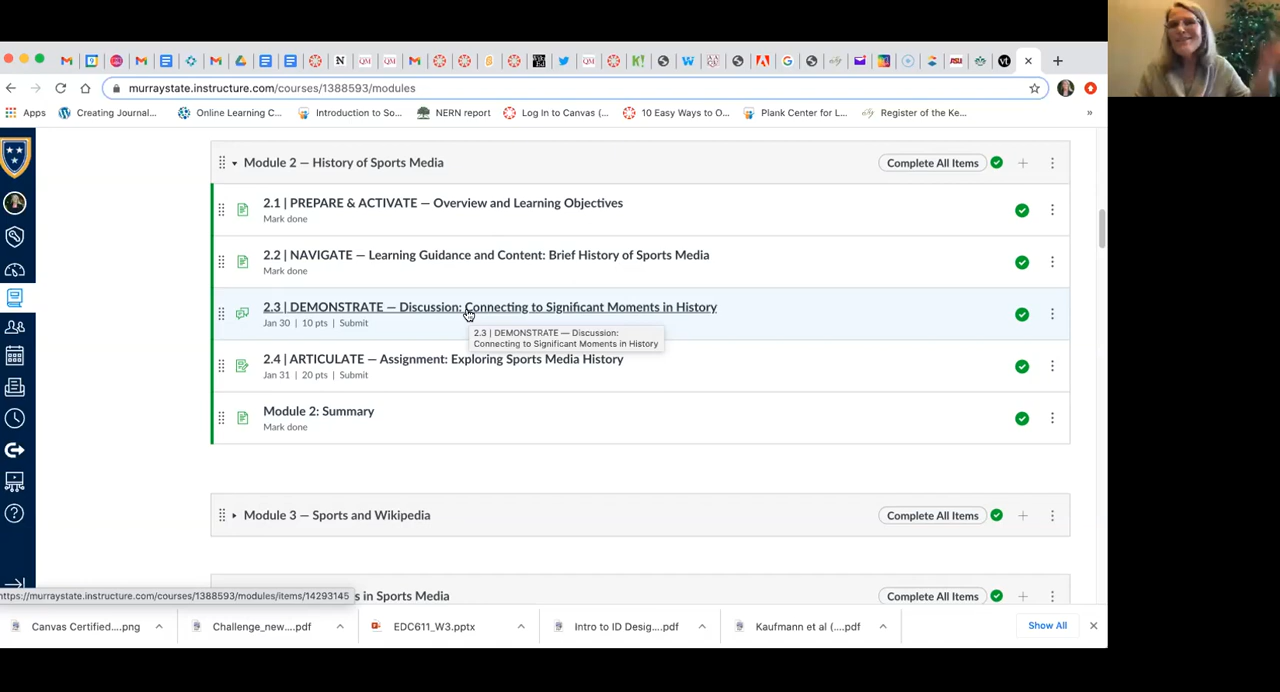 murraystate.instructure.com/courses/1388593/modules
Apps
Creating Journal...
Online Learning C...
Introduction to So...
NERN report
Log In to Canvas (...
10 Easy Ways to O...
Plank Center for L...
Register of the Ke...
»
Module 2 — History of Sports Media
Complete All Items
2.1 | PREPARE & ACTIVATE — Overview and Learning Objectives
Mark done
2.2 | NAVIGATE — Learning Guidance and Content: Brief History of Sports Media
Mark done
2.3 | DEMONSTRATE — Discussion: Connecting to Significant Moments in History
Jan 30 | 10 pts | Submit
2.3 | DEMONSTRATE — Discussion:
Connecting to Significant Moments in History
2.4 | ARTICULATE — Assignment: Exploring Sports Media History
Jan 31 | 20 pts | Submit
Module 2: Summary
Mark done
Module 3 — Sports and Wikipedia
Complete All Items
s in Sports Media
Complete All Items
https://murraystate.instructure.com/courses/1388593/modules/items/14293145
Canvas Certified....png
Challenge_new....pdf
EDC611_W3.pptx
Intro to ID Desig....pdf
Kaufmann et al (....pdf
Show All